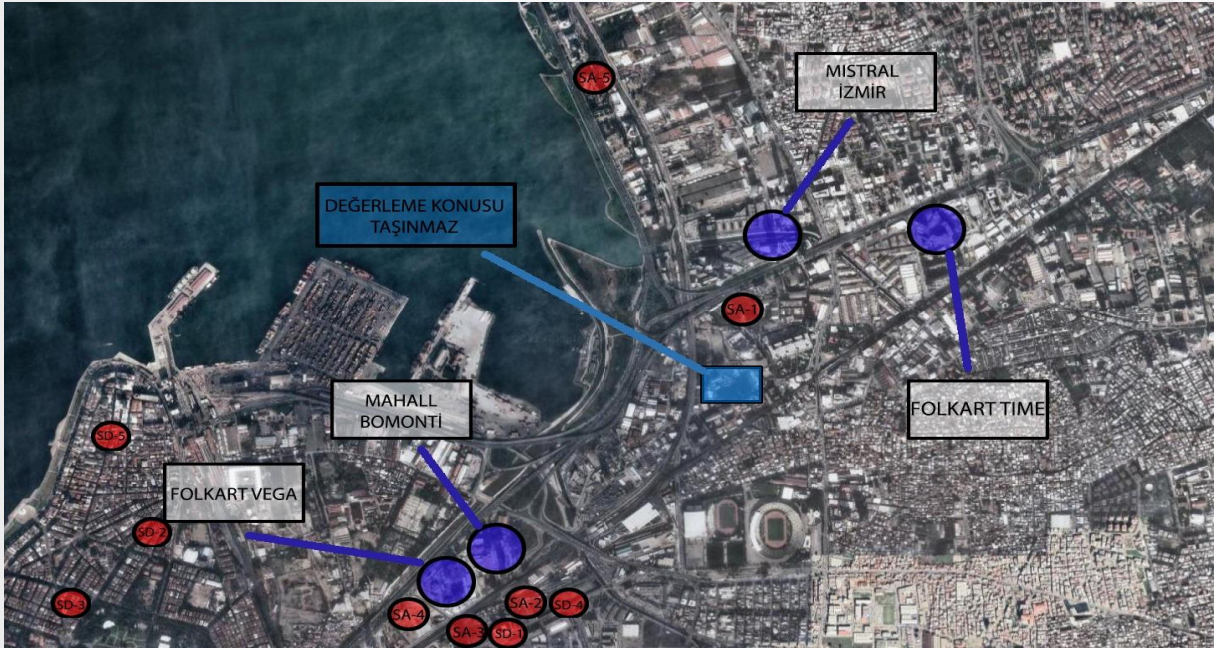 SA-5
MISTRAL
İZMİR
DEĞERLEME KONUSU
TAŞINMAZ
SA-1
MAHALL
BOMONTİ
FOLKART TIME
SD-5
FOLKART VEGA
SD-2
SD-3
SA-4
SA-2
SD-4
SA-3
SD-1